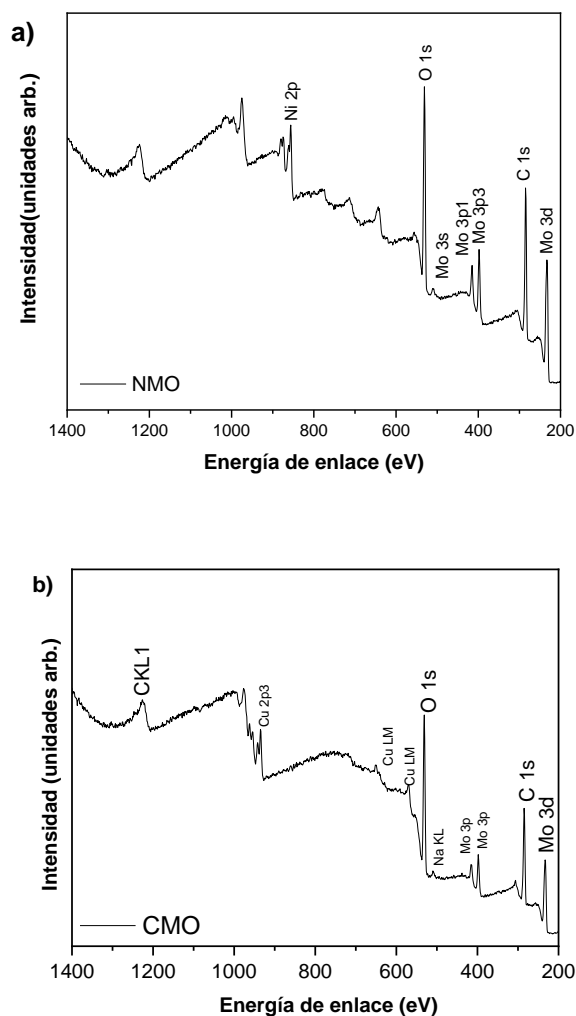 a)
Intensidad(unidades arb.)
Ni 2p
O 1s
Mo 3s
Mo 3p1
Mo 3p3
C 1s
Mo 3d
NMO
1400 1200 1000 800 600 400 200
Energía de enlace (eV)
b)
Intensidad (unidades arb.)
CKL1
Cu 2p3
Cu LM
Cu LM
O 1s
Na KL
Mo 3p
Mo 3p
C 1s
Mo 3d
CMO
1400 1200 1000 800 600 400 200
Energía de enlace (eV)